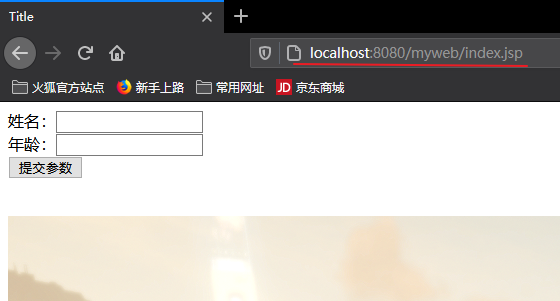 Title
localhost:8080/myweb/index.jsp
火狐官方站点 新手上路 常用网址 JD 京东商城
姓名：
年龄：
提交参数